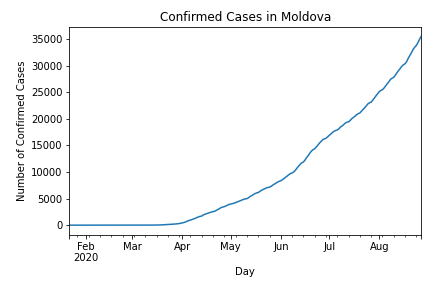 Confirmed Cases in Moldova
Number of Confirmed Cases
35000
30000
25000
20000
15000
10000
5000
0
Feb Mar Apr May Jun Jul Aug
2020
Day